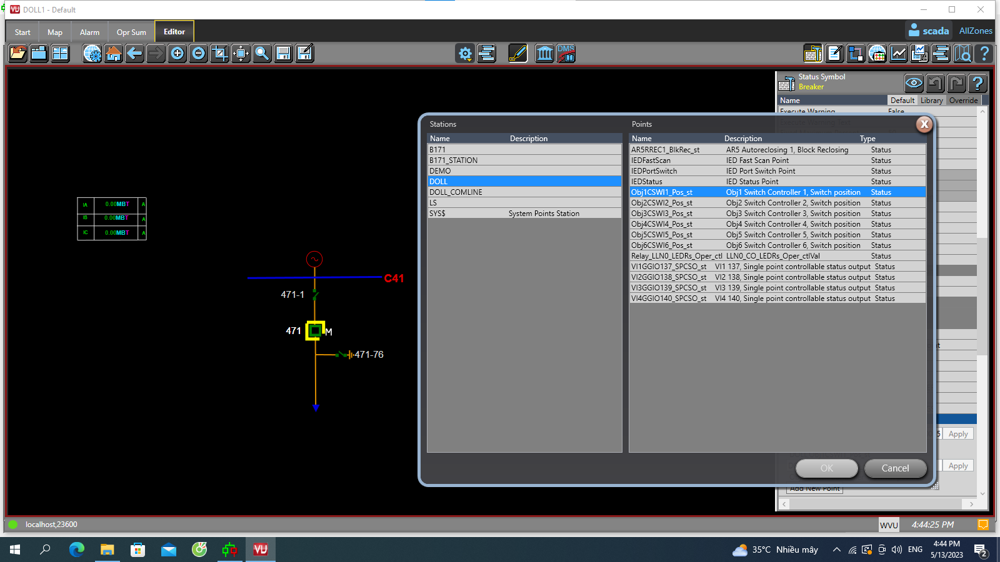 DOLL1 - Default
Start Map Alarm Opr Sum Editor
scada AllZones
DMS
Status Symbol
Breaker
Name Default Library Override
Execute Warning False
Stations
Name Description
B171
B171_STATION
DEMO
DOLL
DOLL_COMLINE
LS
SYS$ System Points Station
Points
Name Description Type
AR5RREC1_BlkRec_st AR5 Autoreclosing 1, Block Reclosing Status
IEDFastScan IED Fast Scan Point Status
IEDPortSwitch IED Port Switch Point Status
IEDStatus IED Status Point Status
Obj1CSWI1_Pos_st Obj1 Switch Controller 1, Switch position Status
Obj2CSWI2_Pos_st Obj2 Switch Controller 2, Switch position Status
Obj3CSWI3_Pos_st Obj3 Switch Controller 3, Switch position Status
Obj4CSWI4_Pos_st Obj4 Switch Controller 4, Switch position Status
Obj5CSWI5_Pos_st Obj5 Switch Controller 5, Switch position Status
Obj6CSWI6_Pos_st Obj6 Switch Controller 6, Switch position Status
Relay_LLN0_LEDRs_Oper_ctl LLN0_CO_LEDRs_Oper_ctlVal Status
VI1GGIO137_SPCSO_st VI1 137, Single point controllable status output Status
VI2GGIO138_SPCSO_st VI2 138, Single point controllable status output Status
VI3GGIO139_SPCSO_st VI3 139, Single point controllable status output Status
VI4GGIO140_SPCSO_st VI4 140, Single point controllable status output Status
OK Cancel
IA 0.00MBT A
IB 0.00MBT A
IC 0.00MBT A
C41
471-1
471 M
471-76
t
5 Apply
Apply
Add New Point
localhost,23600
WVU 4:44:25 PM
35°C Nhiều mây
ENG
4:44 PM
5/13/2023
2